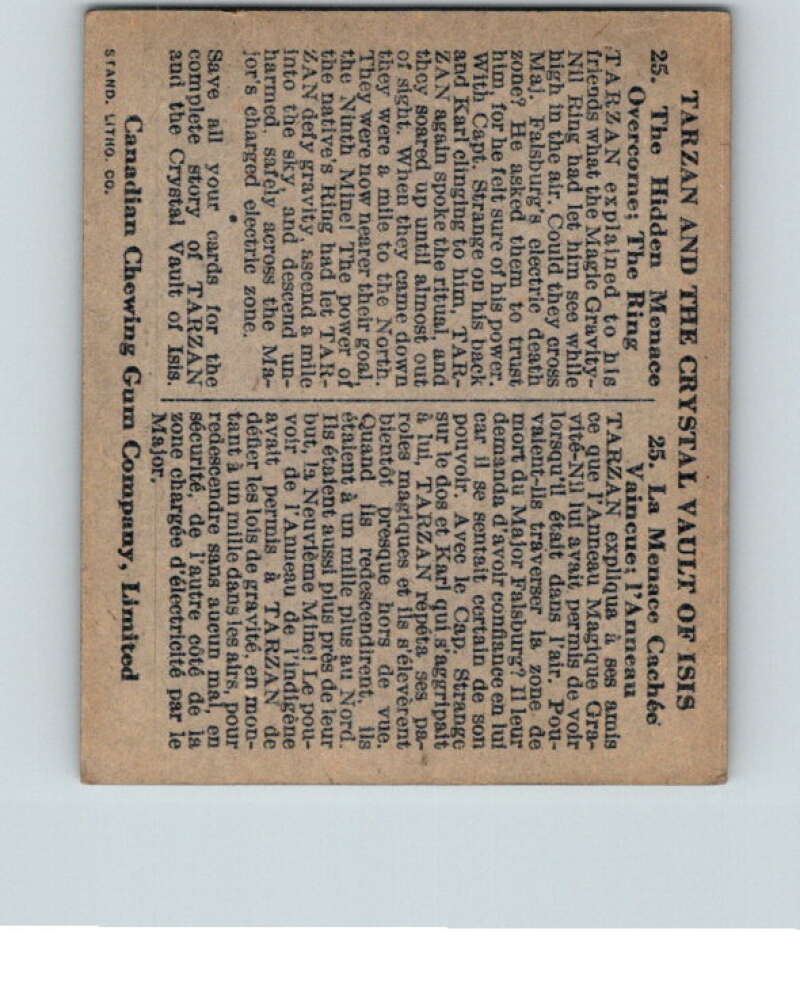 TARZAN AND THE CRYSTAL VAULT OF ISIS
25. The Hidden Menace
Overcome; The Ring
TARZAN explained to his
friends what the Magic Gravity-
Nil Ring had let him see while
high in the air. Could they cross
Maj. Falsburg's electric death
zone? He asked them to trust
him, for he felt sure of his power.
With Capt. Strange on his back
and Karl clinging to him, TAR-
ZAN again spoke the ritual, and
they soared up until almost out
of sight. When they came down
they were a mile to the North.
They were now nearer their goal,
the Ninth Mine! The power of
the native's Ring had let TAR-
ZAN defy gravity, ascend a mile
into the sky, and descend un-
harmed, safely across the Ma-
jor's charged electric zone.
Save all your cards for the
complete story of TARZAN
and the Crystal Vault of Isis.
25. La Menace Cachée
Vaincue; l'Anneau
TARZAN expliqua à ses amis
ce que l'Anneau Magique Gra-
vité-Nil lui avait permis de voir
lorsqu'il était dans l'air. Pou-
vaient-ils traverser la zone de
mort du Major Falsburg? Il leur
demanda d'avoir confiance en lui
car il se sentait certain de son
pouvoir. Avec le Cap. Strange
sur le dos et Karl qui s'aggripait
à lui, TARZAN répéta ses pa-
roles magiques et ils s'élevèrent
bientôt presque hors de vue.
Quand ils redescendirent, ils
étaient à un mille plus au Nord.
Ils étaient aussi plus près de leur
but, la Neuvième Mine! Le pou-
voir de l'Anneau de l'indigène
avait permis à TARZAN de
défier les lois de gravité, en mon-
tant à un mille dans les airs, pour
redescendre sans aucun mal, en
sécurité, de l'autre côté de la
zone chargée d'électricité par le
Major.
Canadian Chewing Gum Company, Limited
STAND. LITHO. CO.